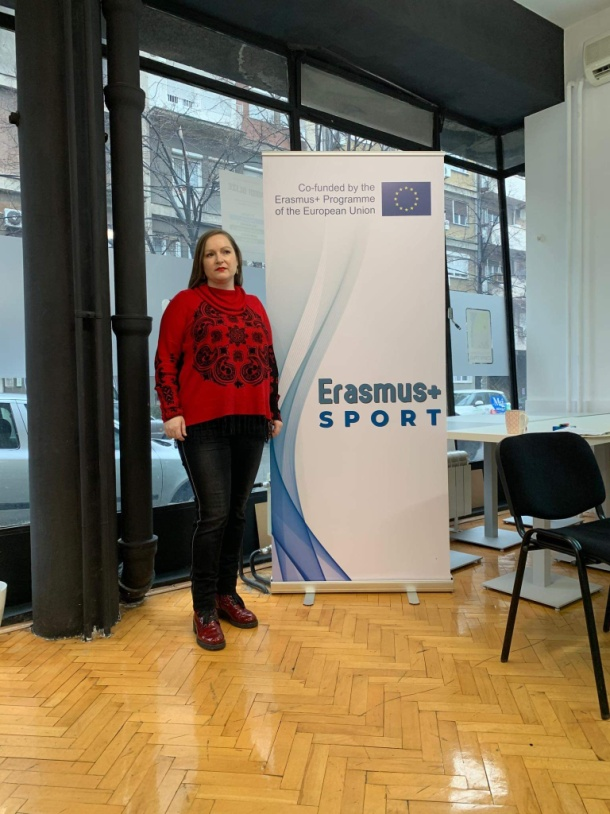 Co-funded by the
Erasmus+ Programme
of the European Union
Erasmus+
SPORT